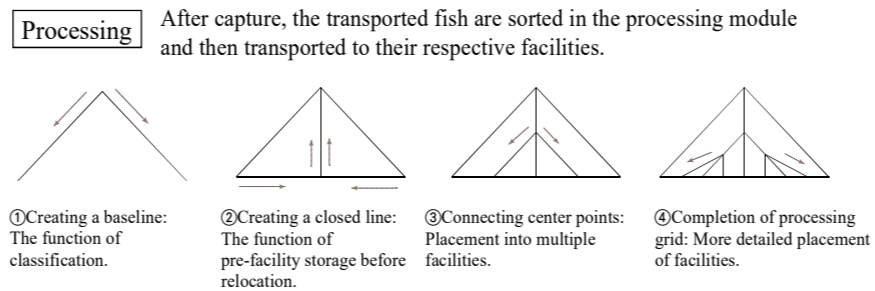 Processing
After capture, the transported fish are sorted in the processing module
and then transported to their respective facilities.
①Creating a baseline:
The function of
classification.
②Creating a closed line:
The function of
pre-facility storage before
relocation.
③Connecting center points:
Placement into multiple
facilities.
④Completion of processing
grid: More detailed placement
of facilities.